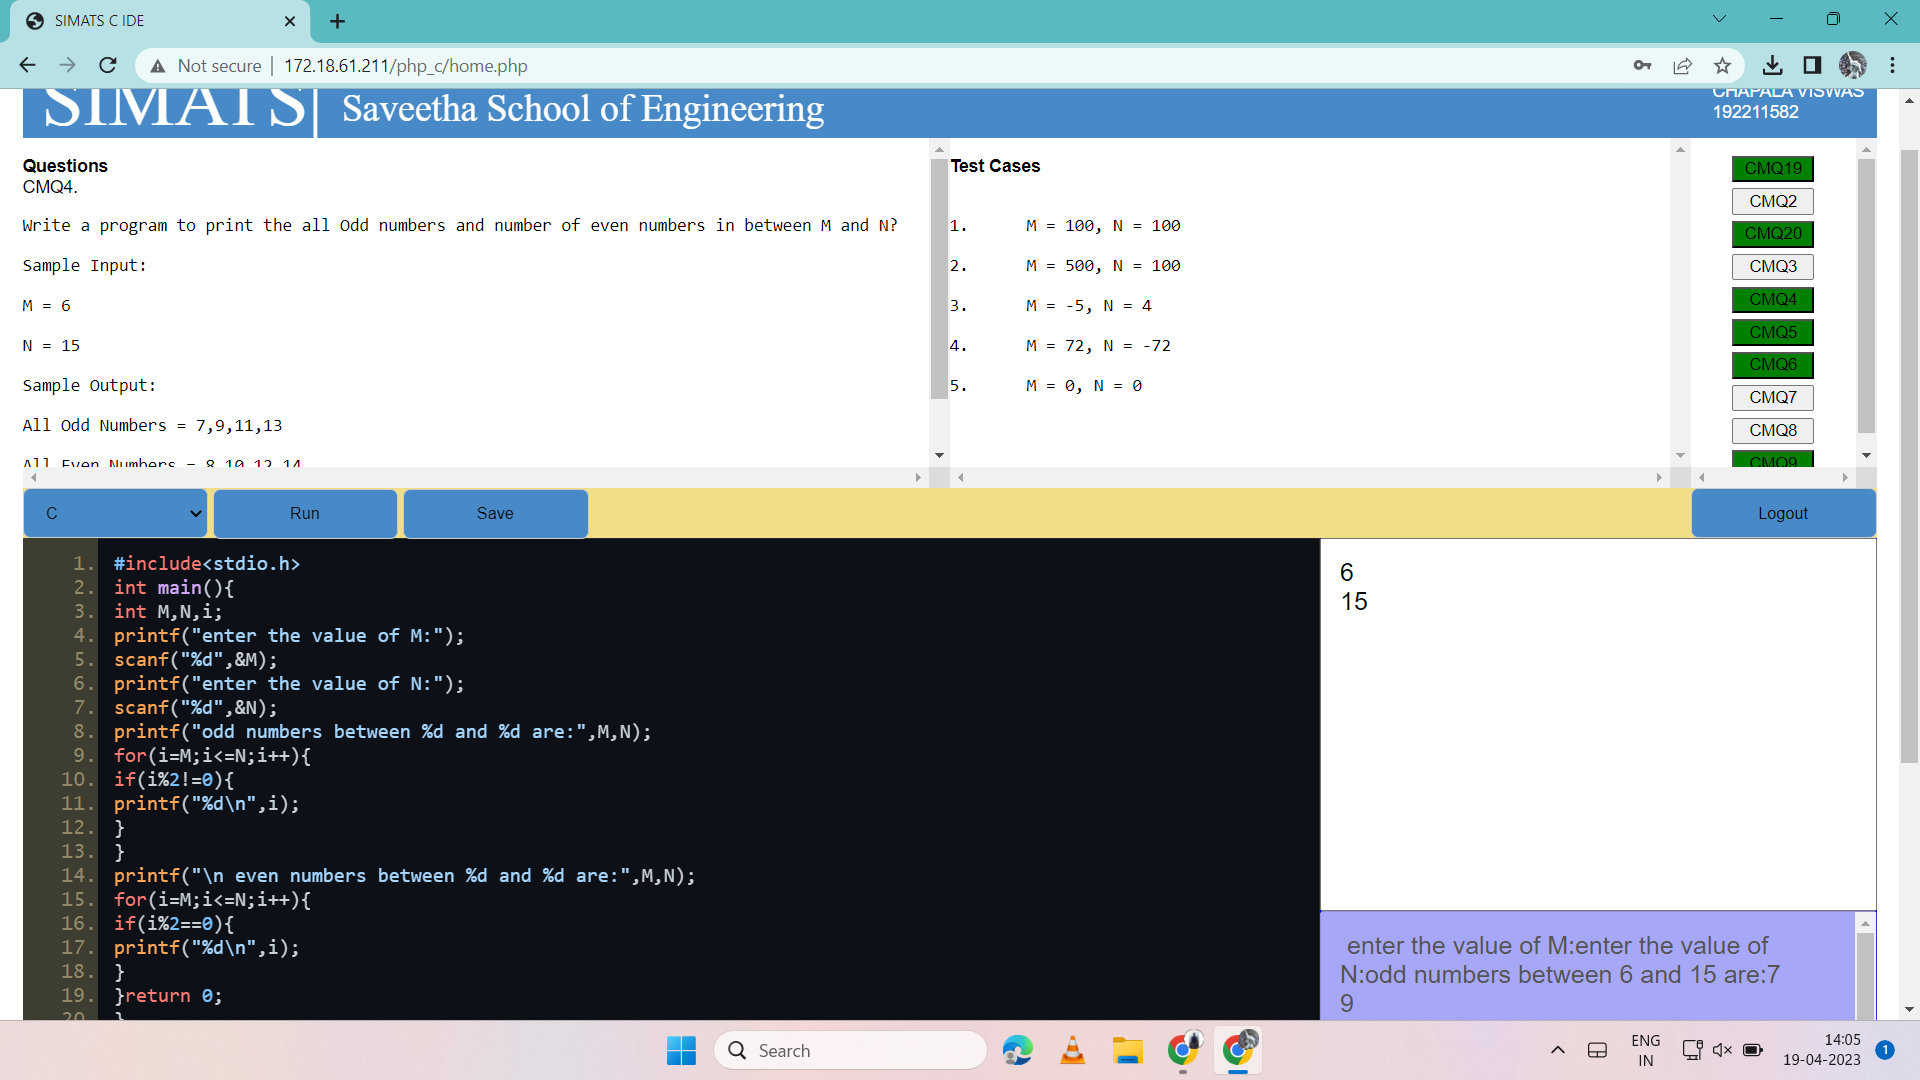 SIMATS C IDE
Not secure | 172.18.61.211/php_c/home.php
SIMATS Saveetha School of Engineering
CHAPALA VISWAS
192211582
Questions
CMQ4.
Write a program to print the all Odd numbers and number of even numbers in between M and N?
Sample Input:
M = 6
N = 15
Sample Output:
All Odd Numbers = 7,9,11,13
All Even Numbers = 8,10,12,14
Test Cases
1. M = 100, N = 100
2. M = 500, N = 100
3. M = -5, N = 4
4. M = 72, N = -72
5. M = 0, N = 0
CMQ19
CMQ2
CMQ20
CMQ3
CMQ4
CMQ5
CMQ6
CMQ7
CMQ8
CMQ9
C Run Save Logout
1. #include<stdio.h>
2. int main(){
3. int M,N,i;
4. printf("enter the value of M:");
5. scanf("%d",&M);
6. printf("enter the value of N:");
7. scanf("%d",&N);
8. printf("odd numbers between %d and %d are:",M,N);
9. for(i=M;i<=N;i++){
10. if(i%2!=0){
11. printf("%d\n",i);
12. }
13. }
14. printf("\n even numbers between %d and %d are:",M,N);
15. for(i=M;i<=N;i++){
16. if(i%2==0){
17. printf("%d\n",i);
18. }
19. }return 0;
20. }
6
15
enter the value of M:enter the value of
N:odd numbers between 6 and 15 are:7
9
Search
ENG
IN
14:05
19-04-2023
1